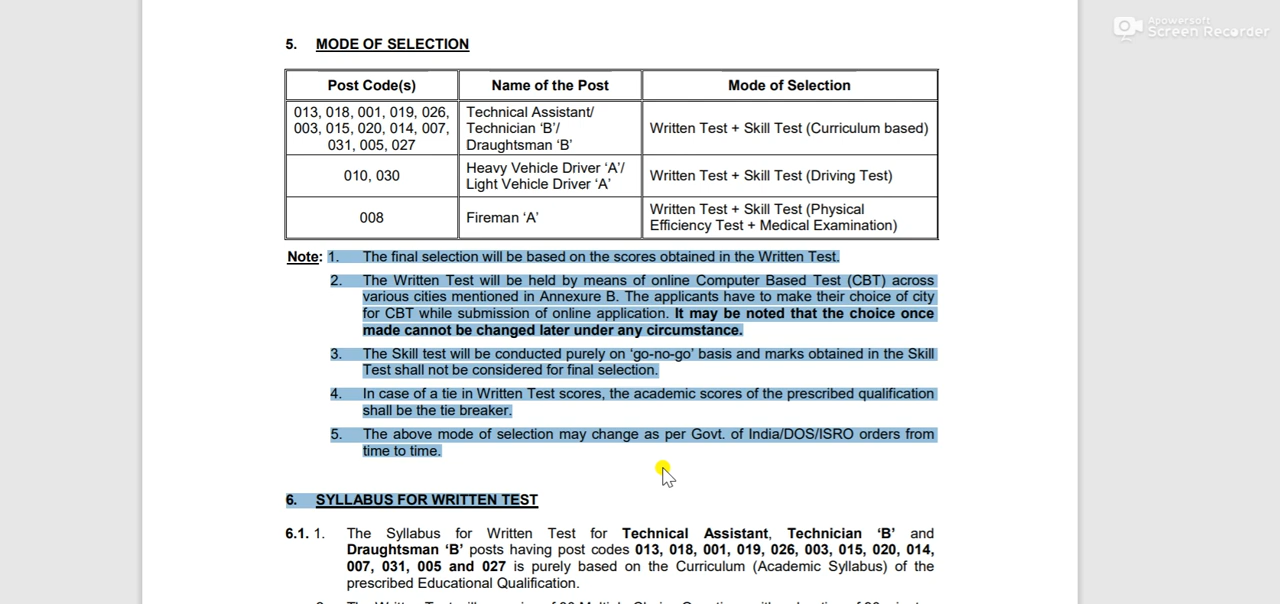 Apowersoft
Screen Recorder
5. MODE OF SELECTION
Post Code(s) Name of the Post Mode of Selection
013, 018, 001, 019, 026,
003, 015, 020, 014, 007,
031, 005, 027
Technical Assistant/
Technician ‘B’/
Draughtsman ‘B’
Written Test + Skill Test (Curriculum based)
010, 030
Heavy Vehicle Driver ‘A’/
Light Vehicle Driver ‘A’
Written Test + Skill Test (Driving Test)
008
Fireman ‘A’
Written Test + Skill Test (Physical
Efficiency Test + Medical Examination)
Note: 1. The final selection will be based on the scores obtained in the Written Test.
2. The Written Test will be held by means of online Computer Based Test (CBT) across
various cities mentioned in Annexure B. The applicants have to make their choice of city
for CBT while submission of online application. It may be noted that the choice once
made cannot be changed later under any circumstance.
3. The Skill test will be conducted purely on ‘go-no-go’ basis and marks obtained in the Skill
Test shall not be considered for final selection.
4. In case of a tie in Written Test scores, the academic scores of the prescribed qualification
shall be the tie breaker.
5. The above mode of selection may change as per Govt. of India/DOS/ISRO orders from
time to time.
6. SYLLABUS FOR WRITTEN TEST
6.1. 1. The Syllabus for Written Test for Technical Assistant, Technician ‘B’ and
Draughtsman ‘B’ posts having post codes 013, 018, 001, 019, 026, 003, 015, 020, 014,
007, 031, 005 and 027 is purely based on the Curriculum (Academic Syllabus) of the
prescribed Educational Qualification.